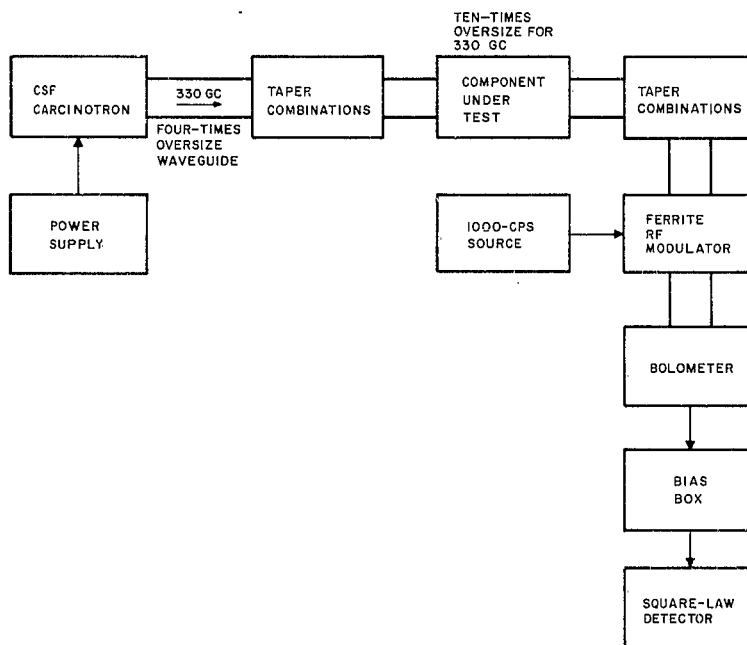 TEN-TIMES
OVERSIZE FOR
330 GC
CSF
CARCINOTRON
330 GC
FOUR-TIMES
OVERSIZE
WAVEGUIDE
TAPER
COMBINATIONS
COMPONENT
UNDER
TEST
TAPER
COMBINATIONS
POWER
SUPPLY
1000-CPS
SOURCE
FERRITE
RF
MODULATOR
BOLOMETER
BIAS
BOX
SQUARE-LAW
DETECTOR